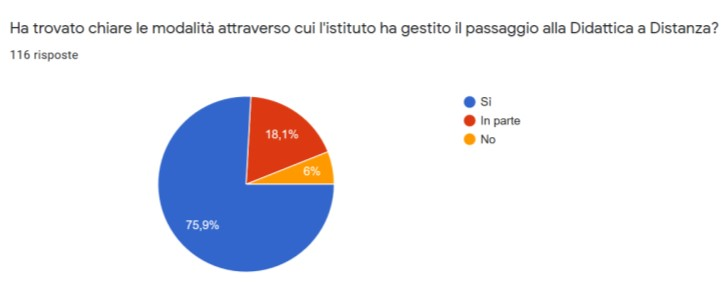 Ha trovato chiare le modalità attraverso cui l'istituto ha gestito il passaggio alla Didattica a Distanza?
116 risposte
Sì
In parte
No
18,1%
6%
75,9%